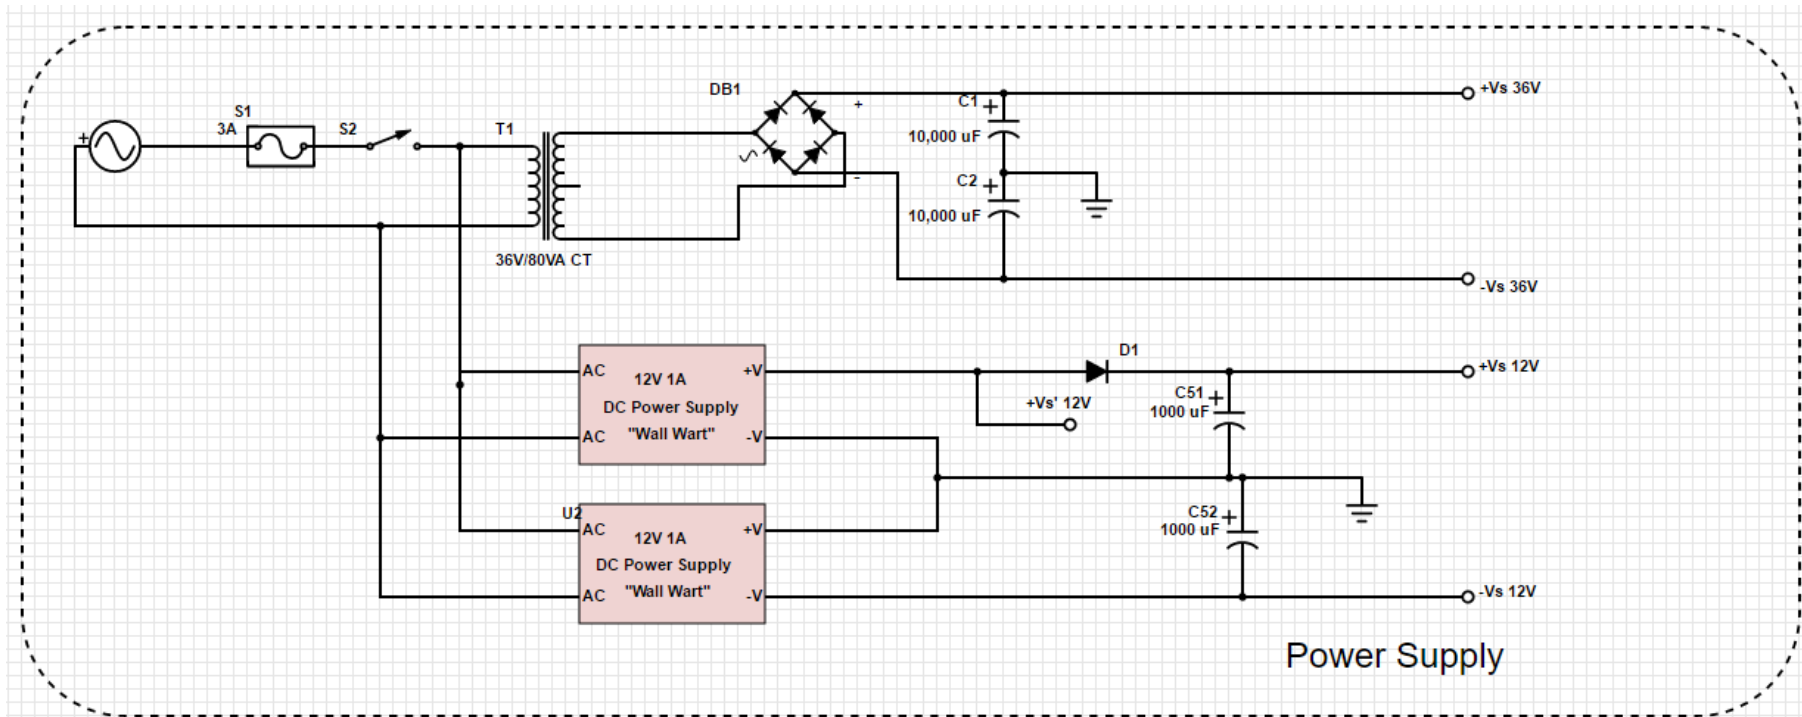 DB1
+
+Vs 36V
C1
+
S1
3A
S2
T1
+
10,000 uF
~
-
C2
+
10,000 uF
36V/80VA CT
-Vs 36V
D1
AC
12V 1A
+V
+Vs 12V
DC Power Supply
+Vs' 12V
C51
+
1000 uF
AC
"Wall Wart"
-V
U2
AC
12V 1A
+V
C52
+
1000 uF
DC Power Supply
AC
"Wall Wart"
-V
-Vs 12V
Power Supply